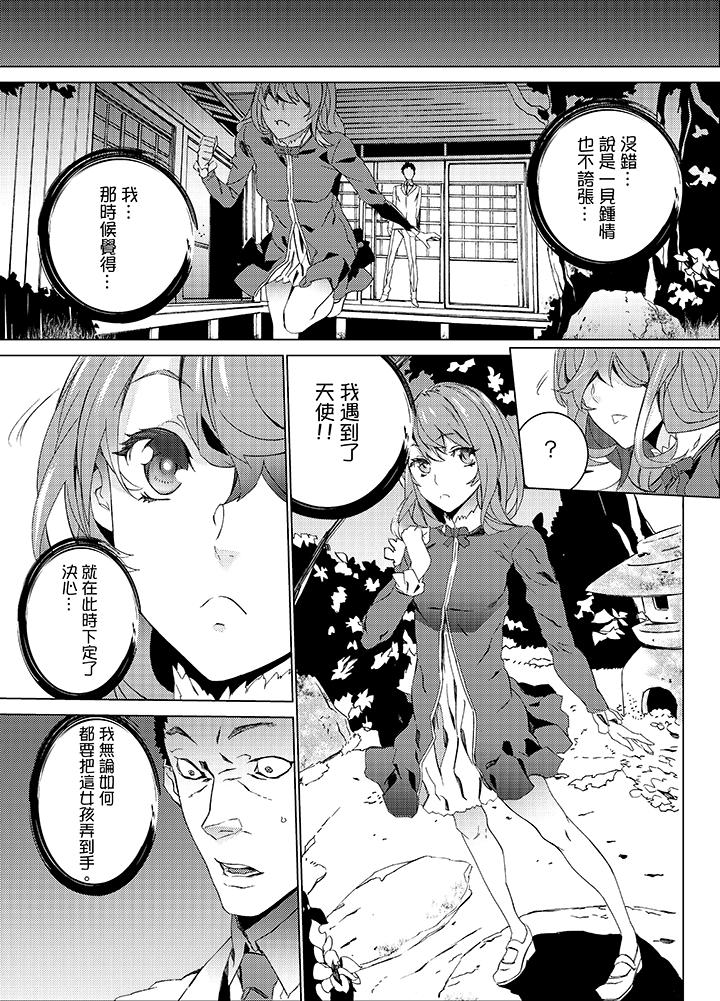 沒錯…
說是一見鍾情
也不誇張…
我…
那時候覺得…
?
我遇到了
天使!!
就在此時下定了
決心…
我無論如何
都要把這女孩弄到手。